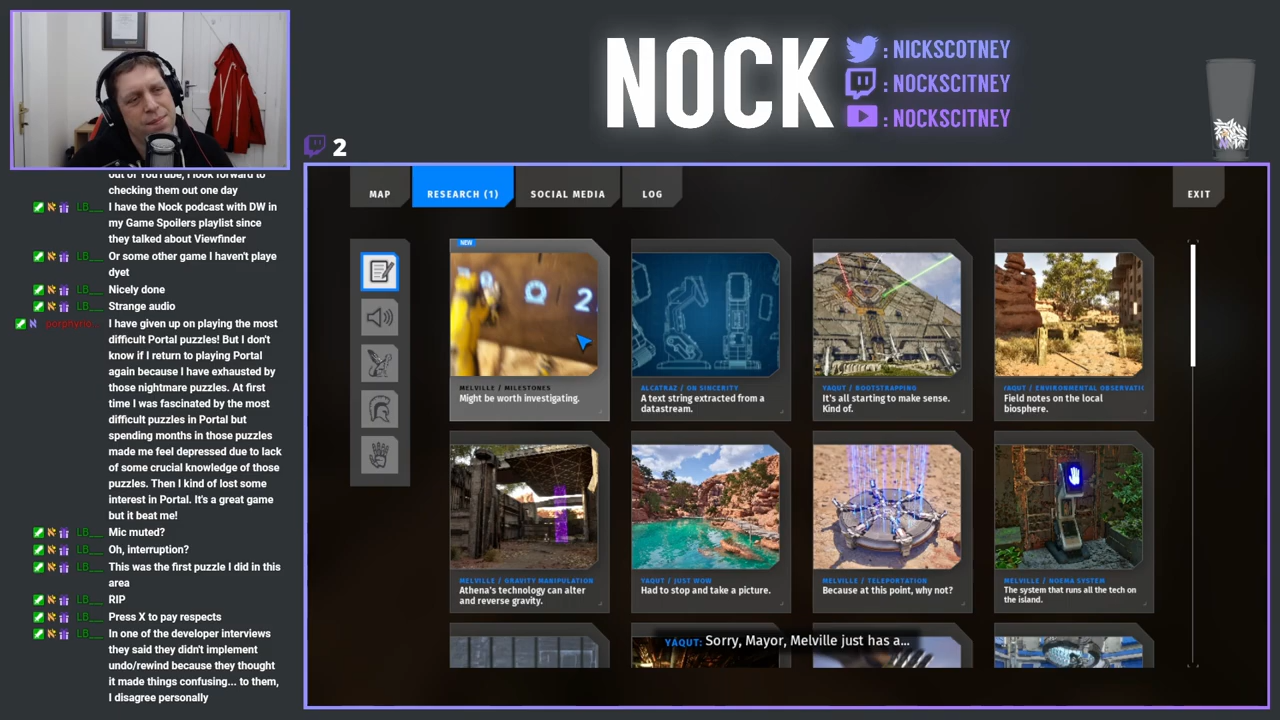 NOCK
: NICKSCOTNEY
: NOCKSCITNEY
: NOCKSCITNEY
2
out of YouTube, I look forward to
checking them out one day
LB__ I have the Nock podcast with DW in
my Game Spoilers playlist since
they talked about Viewfinder
LB__ Or some other game I haven't playe
dyet
LB__ Nicely done
LB__ Strange audio
porphyrio_ I have given up on playing the most
difficult Portal puzzles! But I don't
know if I return to playing Portal
again because I have exhausted by
those nightmare puzzles. At first
time I was fascinated by the most
difficult puzzles in Portal but
spending months in those puzzles
made me feel depressed due to lack
of some crucial knowledge of those
puzzles. Then I kind of lost some
interest in Portal. It's a great game
but it beat me!
LB__ Mic muted?
LB__ Oh, interruption?
LB__ This was the first puzzle I did in this
area
LB__ RIP
LB__ Press X to pay respects
LB__ In one of the developer interviews
they said they didn't implement
undo/rewind because they thought
it made things confusing... to them,
I disagree personally
MAP
RESEARCH (1)
SOCIAL MEDIA
LOG
EXIT
NEW
Q 2
MELVILLE / MILESTONES
Might be worth investigating.
ALCATRAZ / ON SINCERITY
A text string extracted from a
datastream.
YAQUT / BOOTSTRAPPING
It's all starting to make sense.
Kind of.
YAQUT / ENVIRONMENTAL OBSERVATIC
Field notes on the local
biosphere.
MELVILLE / GRAVITY MANIPULATION
Athena's technology can alter
and reverse gravity.
YAQUT / JUST WOW
Had to stop and take a picture.
MELVILLE / TELEPORTATION
Because at this point, why not?
MELVILLE / NOEMA SYSTEM
The system that runs all the tech on
the island.
YAQUT: Sorry, Mayor, Melville just has a...